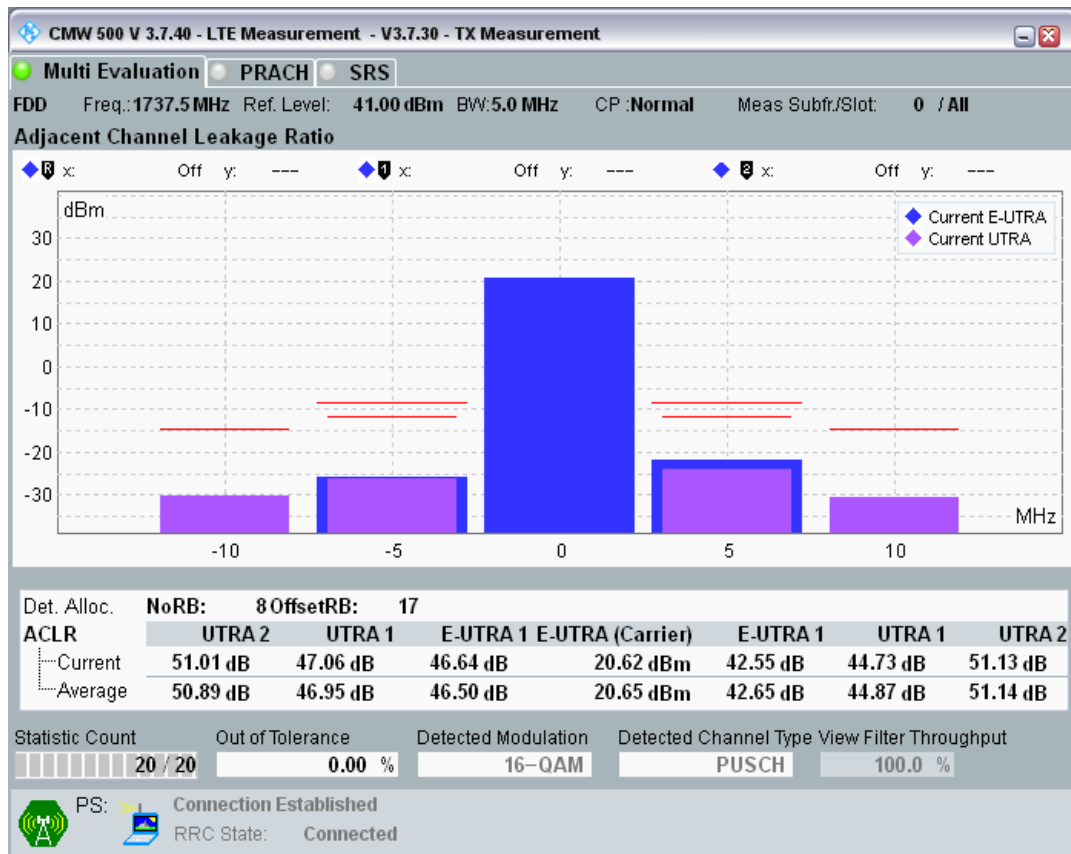 CMW 500 V 3.7.40 - LTE Measurement - V3.7.30 - TX Measurement
Multi Evaluation PRACH SRS
FDD Freq.:1737.5 MHz Ref. Level: 41.00 dBm BW:5.0 MHz CP :Normal Meas Subfr./Slot: 0 / All
Adjacent Channel Leakage Ratio
R x: Off y: --- 1 x: Off y: --- 2 x: Off y: ---
dBm
Current E-UTRA
Current UTRA
30
20
10
0
-10
-20
-30
MHz
-10 -5 0 5 10
Det. Alloc. NoRB: 8 OffsetRB: 17
ACLR UTRA 2 UTRA 1 E-UTRA 1 E-UTRA (Carrier) E-UTRA 1 UTRA 1 UTRA 2
Current 51.01 dB 47.06 dB 46.64 dB 20.62 dBm 42.55 dB 44.73 dB 51.13 dB
Average 50.89 dB 46.95 dB 46.50 dB 20.65 dBm 42.65 dB 44.87 dB 51.14 dB
Statistic Count Out of Tolerance Detected Modulation Detected Channel Type View Filter Throughput
20 / 20 0.00 % 16-QAM PUSCH 100.0 %
PS: Connection Established
RRC State: Connected